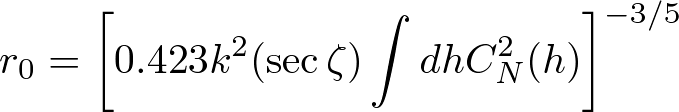 r_0 = \left[ 0.423k^2(\sec \zeta) \int dh C_N^2(h) \right]^{-3/5}